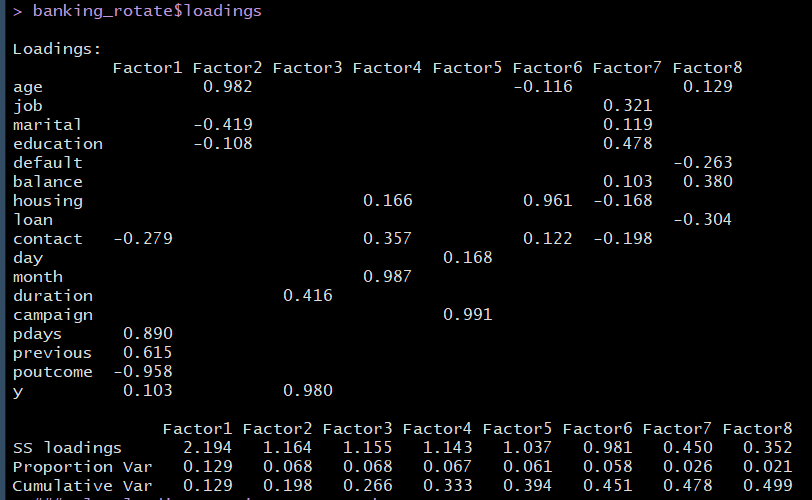 > banking_rotate$loadings
Loadings:
          Factor1 Factor2 Factor3 Factor4 Factor5 Factor6 Factor7 Factor8
age                0.982                          -0.116           0.129
job                                                        0.321
marital           -0.419                                   0.119
education         -0.108                                   0.478
default                                                           -0.263
balance                                                    0.103   0.380
housing                            0.166           0.961  -0.168
loan                                                              -0.304
contact   -0.279                   0.357           0.122  -0.198
day                                        0.168
month                              0.987
duration                   0.416
campaign                                   0.991
pdays      0.890
previous   0.615
poutcome  -0.958
y          0.103           0.980
               Factor1 Factor2 Factor3 Factor4 Factor5 Factor6 Factor7 Factor8
SS loadings      2.194   1.164   1.155   1.143   1.037   0.981   0.450   0.352
Proportion Var   0.129   0.068   0.068   0.067   0.061   0.058   0.026   0.021
Cumulative Var   0.129   0.198   0.266   0.333   0.394   0.451   0.478   0.499